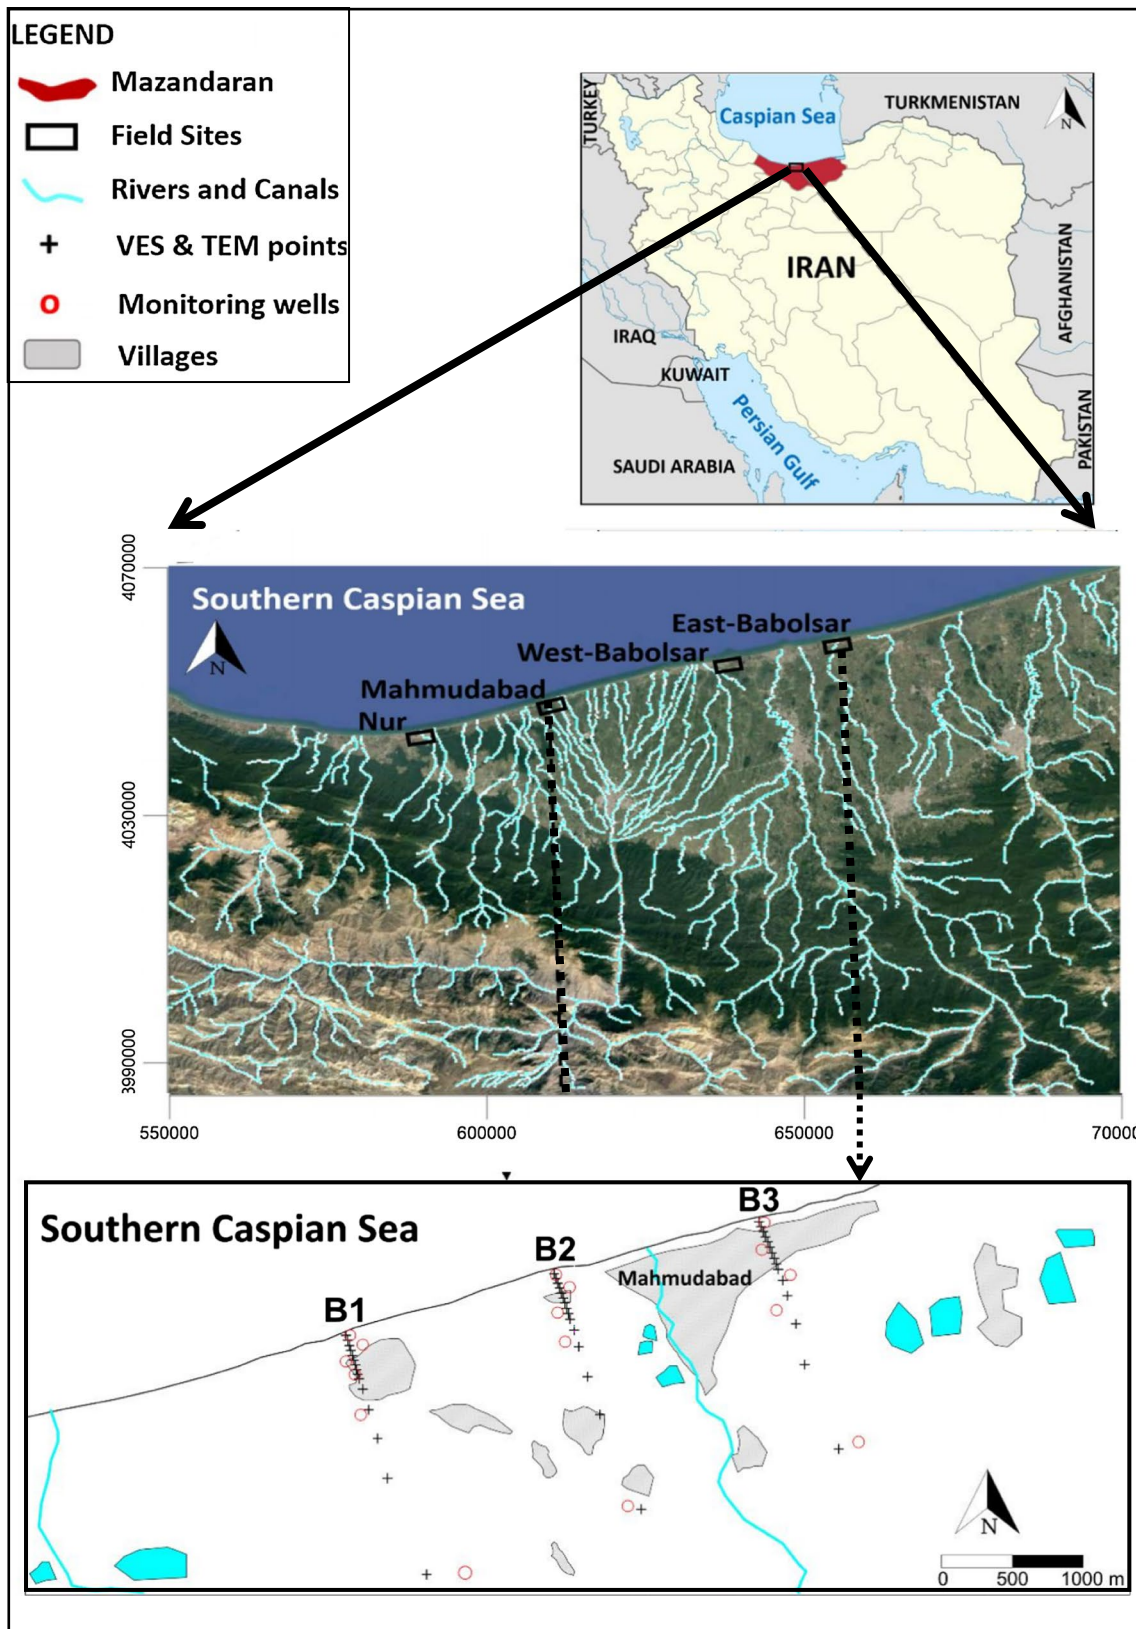 LEGEND
Mazandaran
Field Sites
Rivers and Canals
VES & TEM points
Monitoring wells
Villages
TURKEY
Caspian Sea
TURKMENISTAN
N
IRAN
AFGHANISTAN
IRAQ
KUWAIT
Persian Gulf
SAUDI ARABIA
PAKISTAN
4070000
4030000
3990000
Southern Caspian Sea
N
East-Babolsar
West-Babolsar
Mahmudabad
Nur
550000
600000
650000
70000
Southern Caspian Sea
B1
B2
B3
Mahmudabad
N
0 500 1000 m